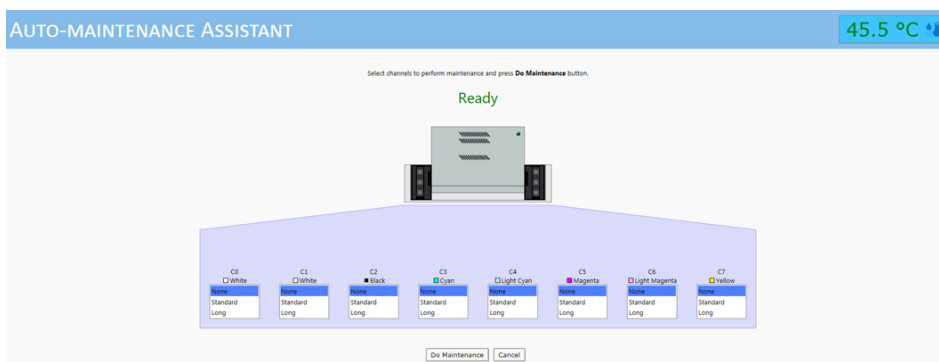 AUTO-MAINTENANCE ASSISTANT
45.5 °C
Select channels to perform maintenance and press Do Maintenance button.
Ready
C0 C1 C2 C3 C4 C5 C6 C7
White White Black Cyan Light Cyan Magenta Light Magenta Yellow
None None None None None None None None
Standard Standard Standard Standard Standard Standard Standard Standard
Long Long Long Long Long Long Long Long
Do Maintenance Cancel